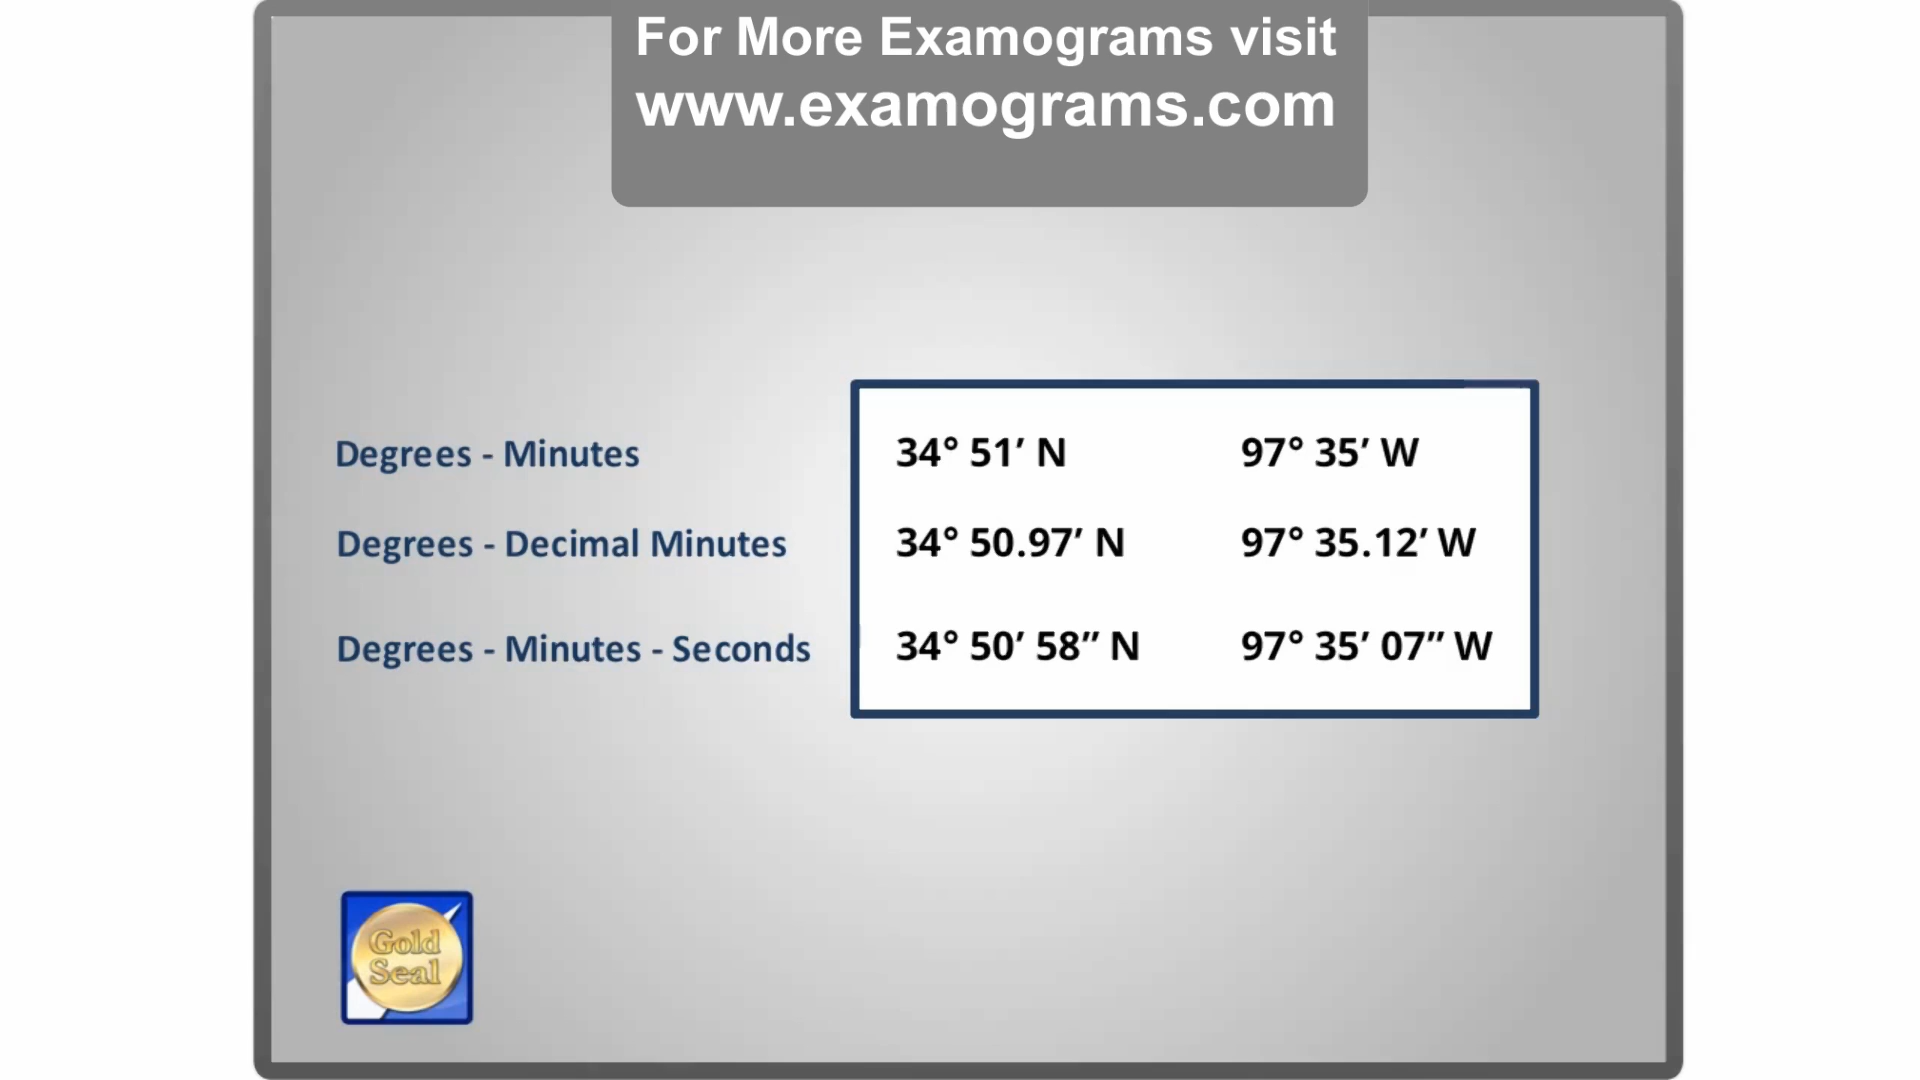 For More Examograms visit
www.examograms.com
Degrees - Minutes 34° 51’ N 97° 35’ W
Degrees - Decimal Minutes 34° 50.97’ N 97° 35.12’ W
Degrees - Minutes - Seconds 34° 50’ 58” N 97° 35’ 07” W
Gold
Seal